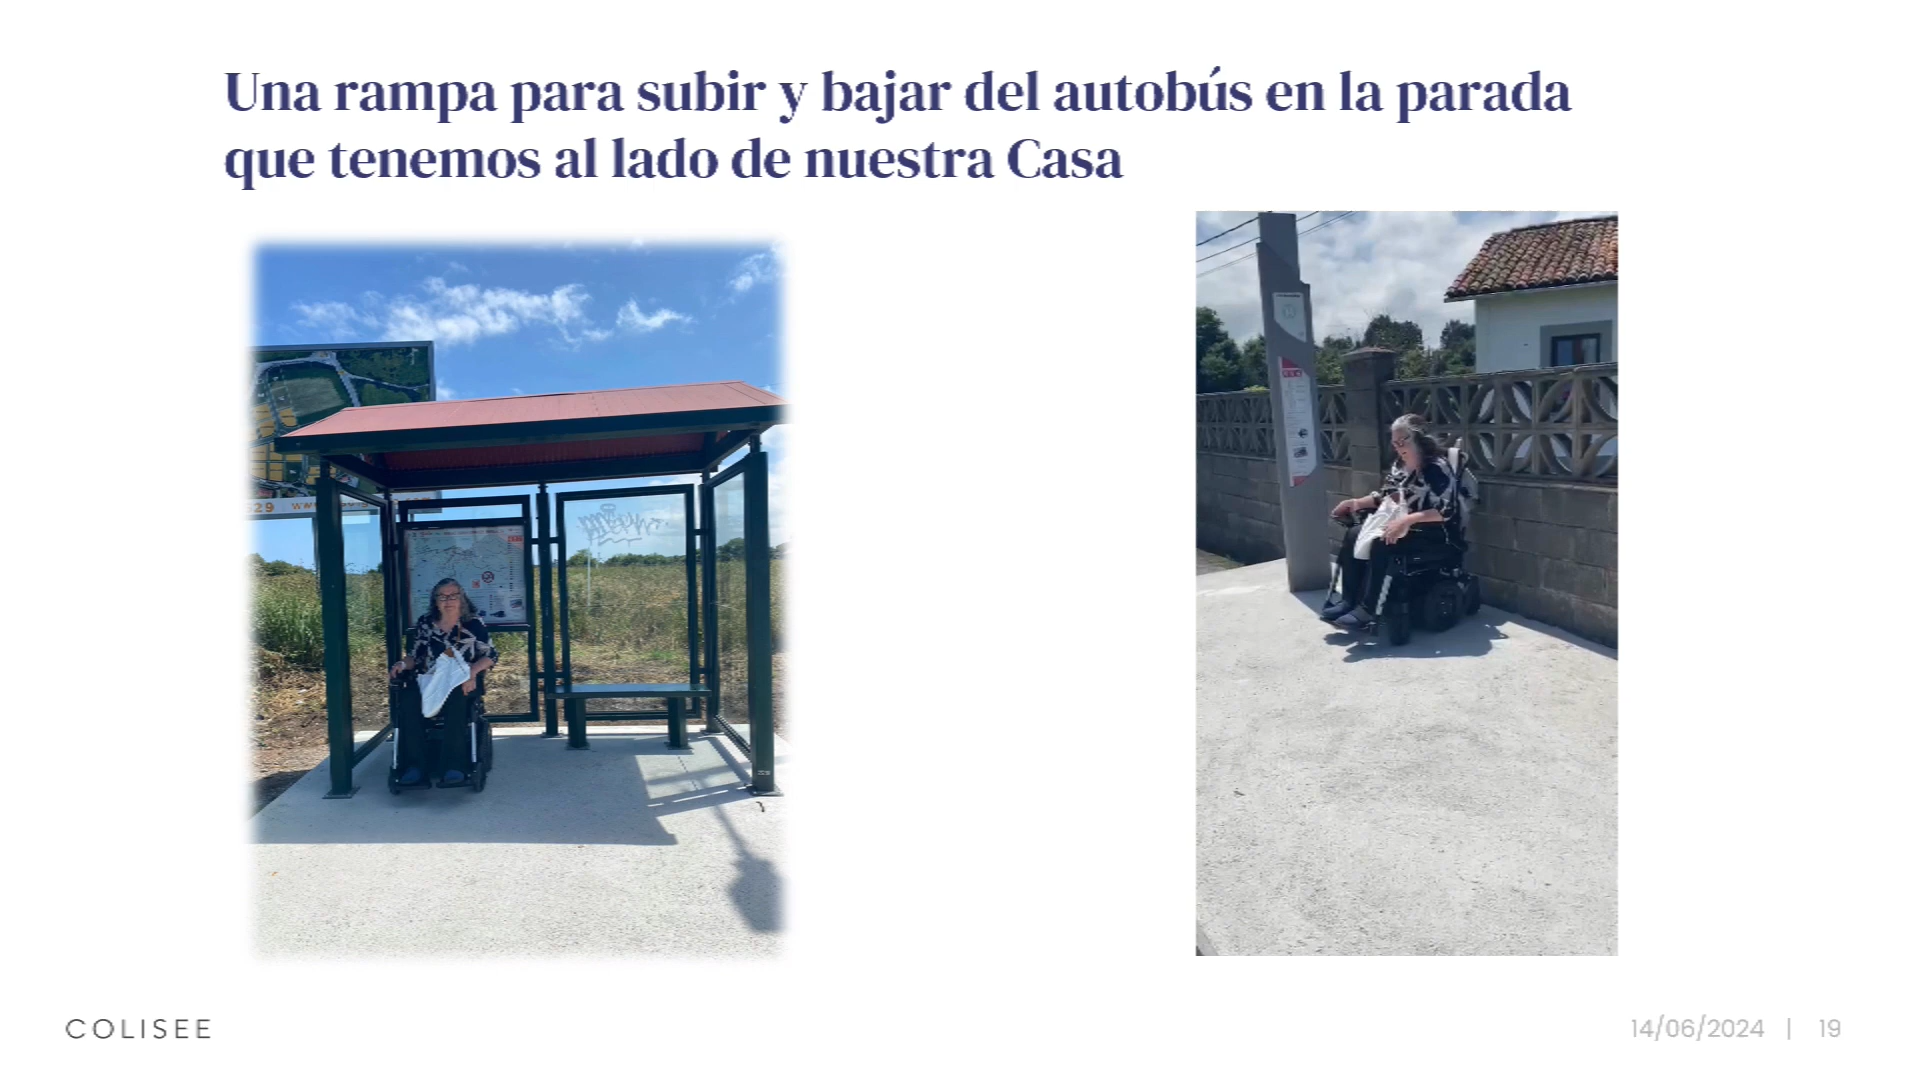 Una rampa para subir y bajar del autobús en la parada
que tenemos al lado de nuestra Casa
COLISEE
14/06/2024 | 19